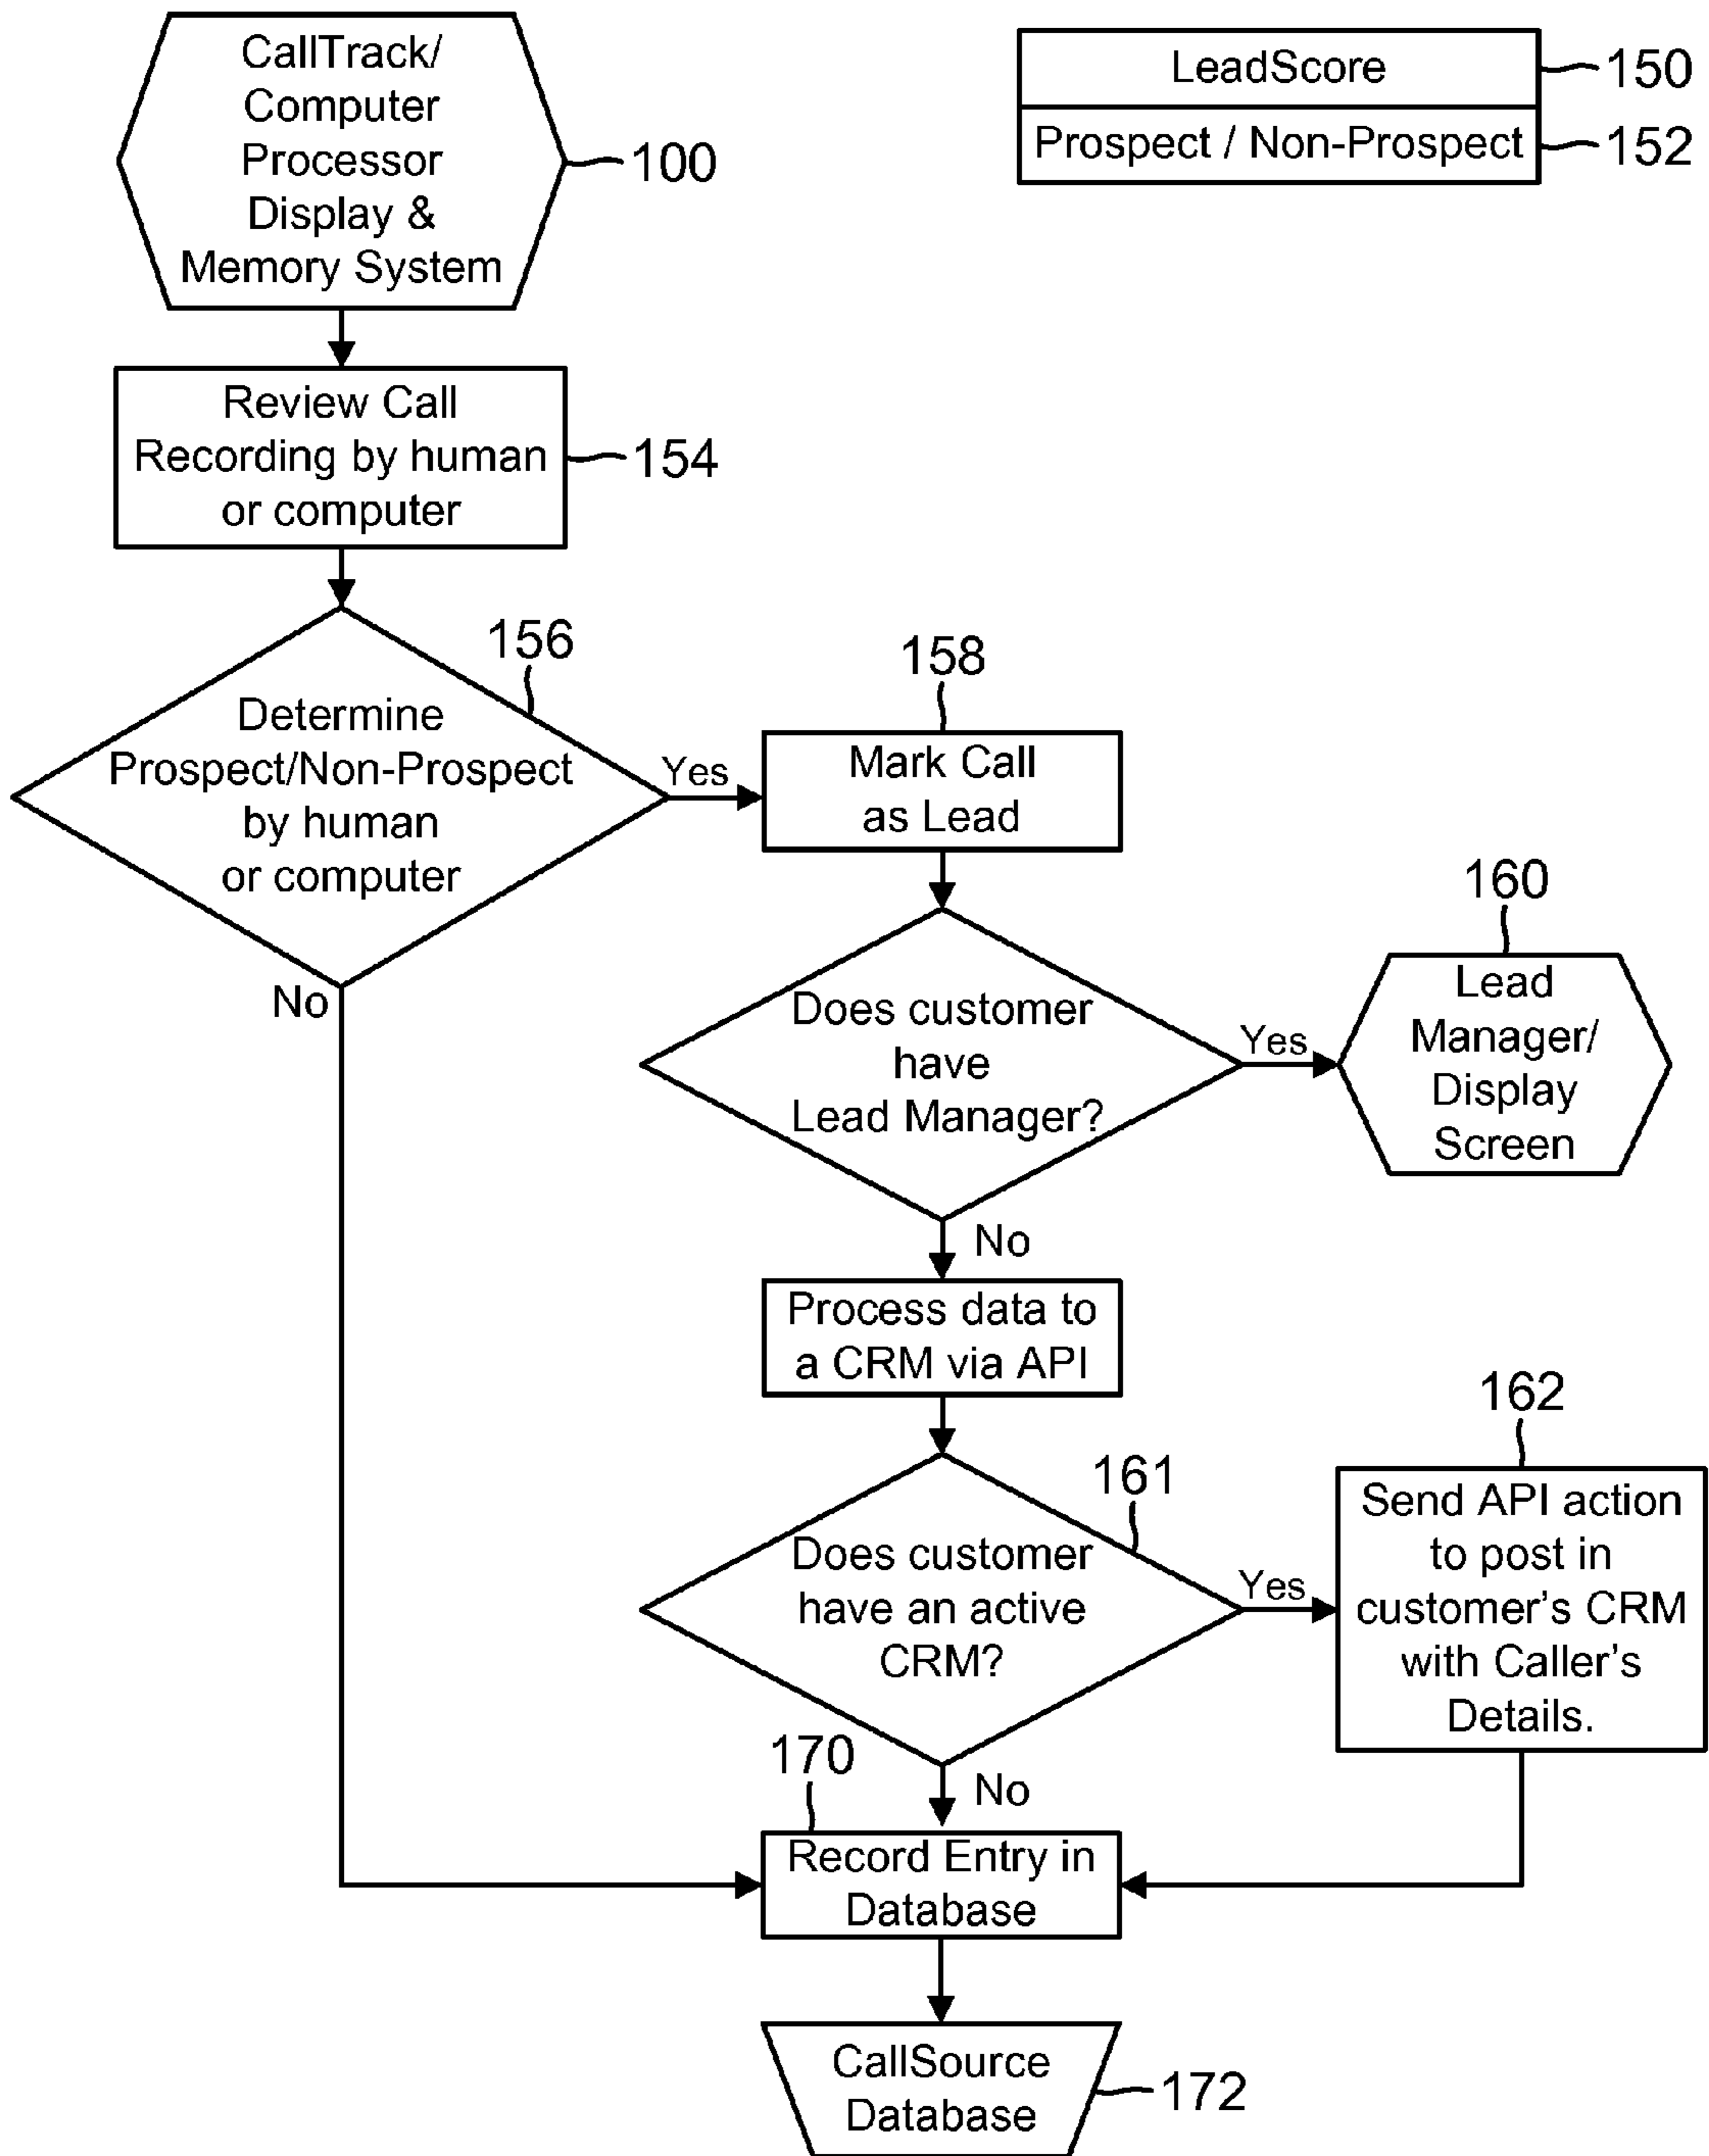 CallTrack/
Computer
Processor
Display &
Memory System
100
LeadScore
150
Prospect / Non-Prospect
152
Review Call
Recording by human
or computer
154
156
Determine
Prospect/Non-Prospect
by human
or computer
Yes
No
158
Mark Call
as Lead
Does customer
have
Lead Manager?
Yes
No
160
Lead
Manager/
Display
Screen
Process data to
a CRM via API
161
Does customer
have an active
CRM?
Yes
No
162
Send API action
to post in
customer's CRM
with Caller's
Details.
170
Record Entry in
Database
CallSource
Database
172